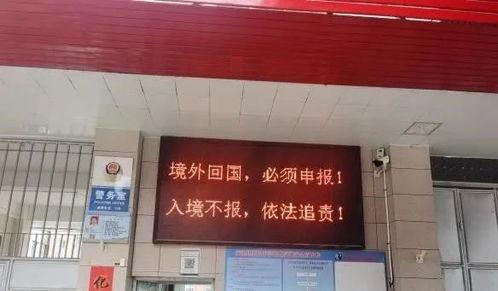 境外回国，必须申报！
入境不报，依法追责！
警务室
化